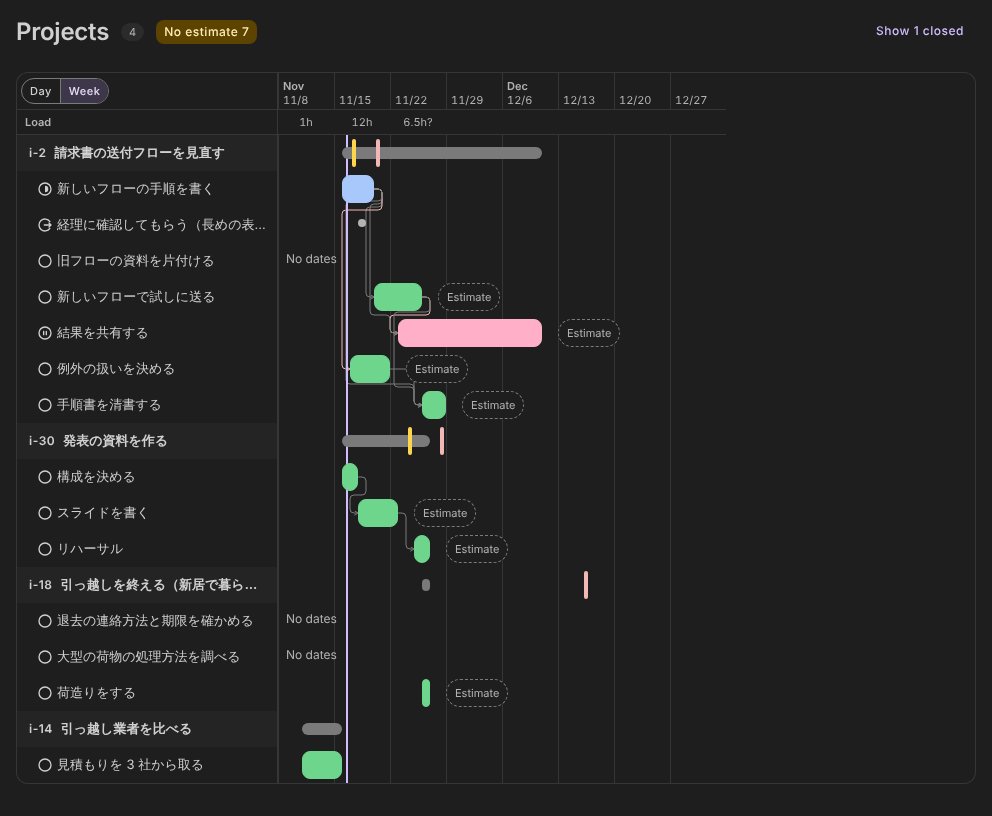 Projects 4 No estimate 7 Show 1 closed
Day Week
Nov Dec
11/8 11/15 11/22 11/29 12/6 12/13 12/20 12/27
Load 1h 12h 6.5h?
i-2 請求書の送付フローを見直す
新しいフローの手順を書く
経理に確認してもらう（長めの表...
旧フローの資料を片付ける No dates
新しいフローで試しに送る Estimate
結果を共有する Estimate
例外の扱いを決める Estimate
手順書を清書する Estimate
i-30 発表の資料を作る
構成を決める
スライドを書く Estimate
リハーサル Estimate
i-18 引っ越しを終える（新居で暮ら...
退去の連絡方法と期限を確かめる No dates
大型の荷物の処理方法を調べる No dates
荷造りをする Estimate
i-14 引っ越し業者を比べる
見積もりを 3 社から取る